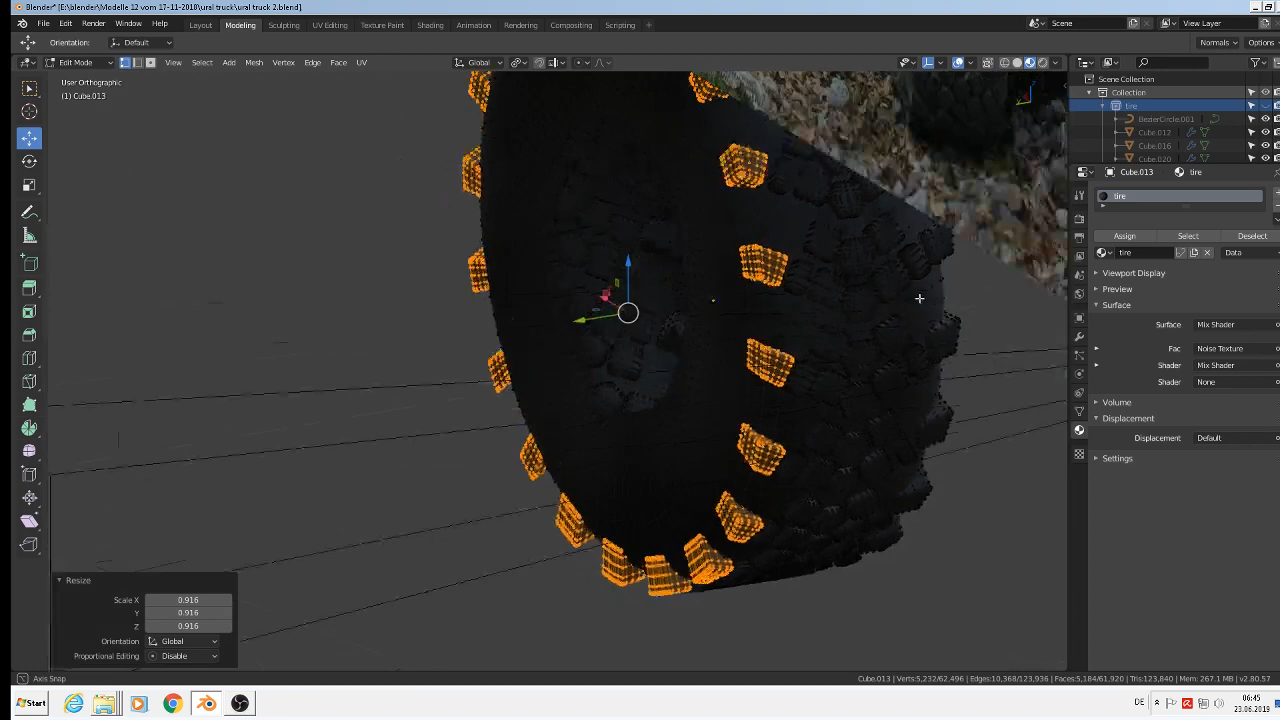 Blender* [E:\blender\Modelle 12 vom 17-11-2018\ural truck\ural truck 2.blend]
File Edit Render Window Help Layout Modeling Sculpting UV Editing Texture Paint Shading Animation Rendering Compositing Scripting Scene View Layer
Orientation: Default Normals Options
Edit Mode View Select Add Mesh Vertex Edge Face UV Global
User Orthographic
(1) Cube.013
Scene Collection
Collection
tire
BezierCircle.001
Cube.012
Cube.016
Cube.020
Cube.013 tire
tire
Assign Select Deselect
tire Data
Viewport Display
Preview
Surface
Surface: Mix Shader
Fac Noise Texture
Shader Mix Shader
Shader None
Volume
Displacement
Displacement Default
Settings
Resize
Scale X 0.916
Y 0.916
Z 0.916
Orientation Global
Proportional Editing Disable
Axis Snap
Cube.013 | Verts:5,232/62,496 | Edges:10,368/123,936 | Faces:5,184/61,920 | Tris:123,840 | Mem: 267.1 MB | v2.80.57
Start
DE
06:45
23.06.2019